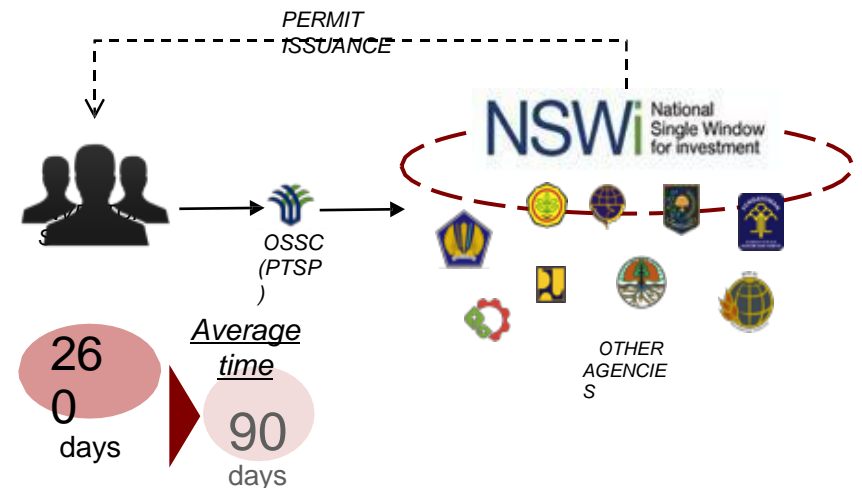 PERMIT
ISSUANCE
NSWi
National
Single Window
for investment
OSSC
(PTSP
)
OTHER
AGENCIE
S
Average
time
26
0
days
90
days